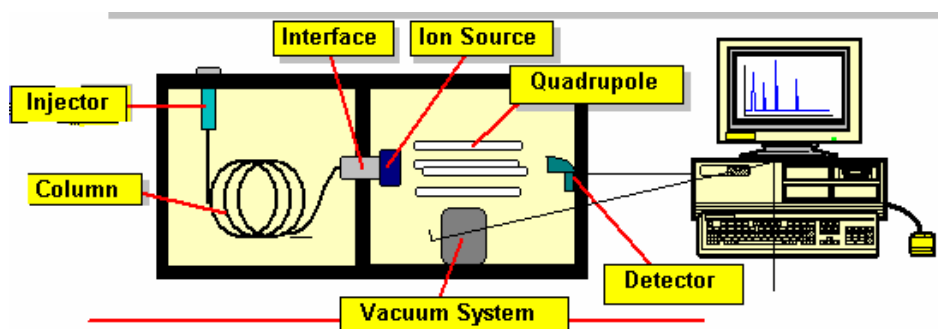 Interface
Ion Source
Quadrupole
Injector
Column
Detector
Vacuum System